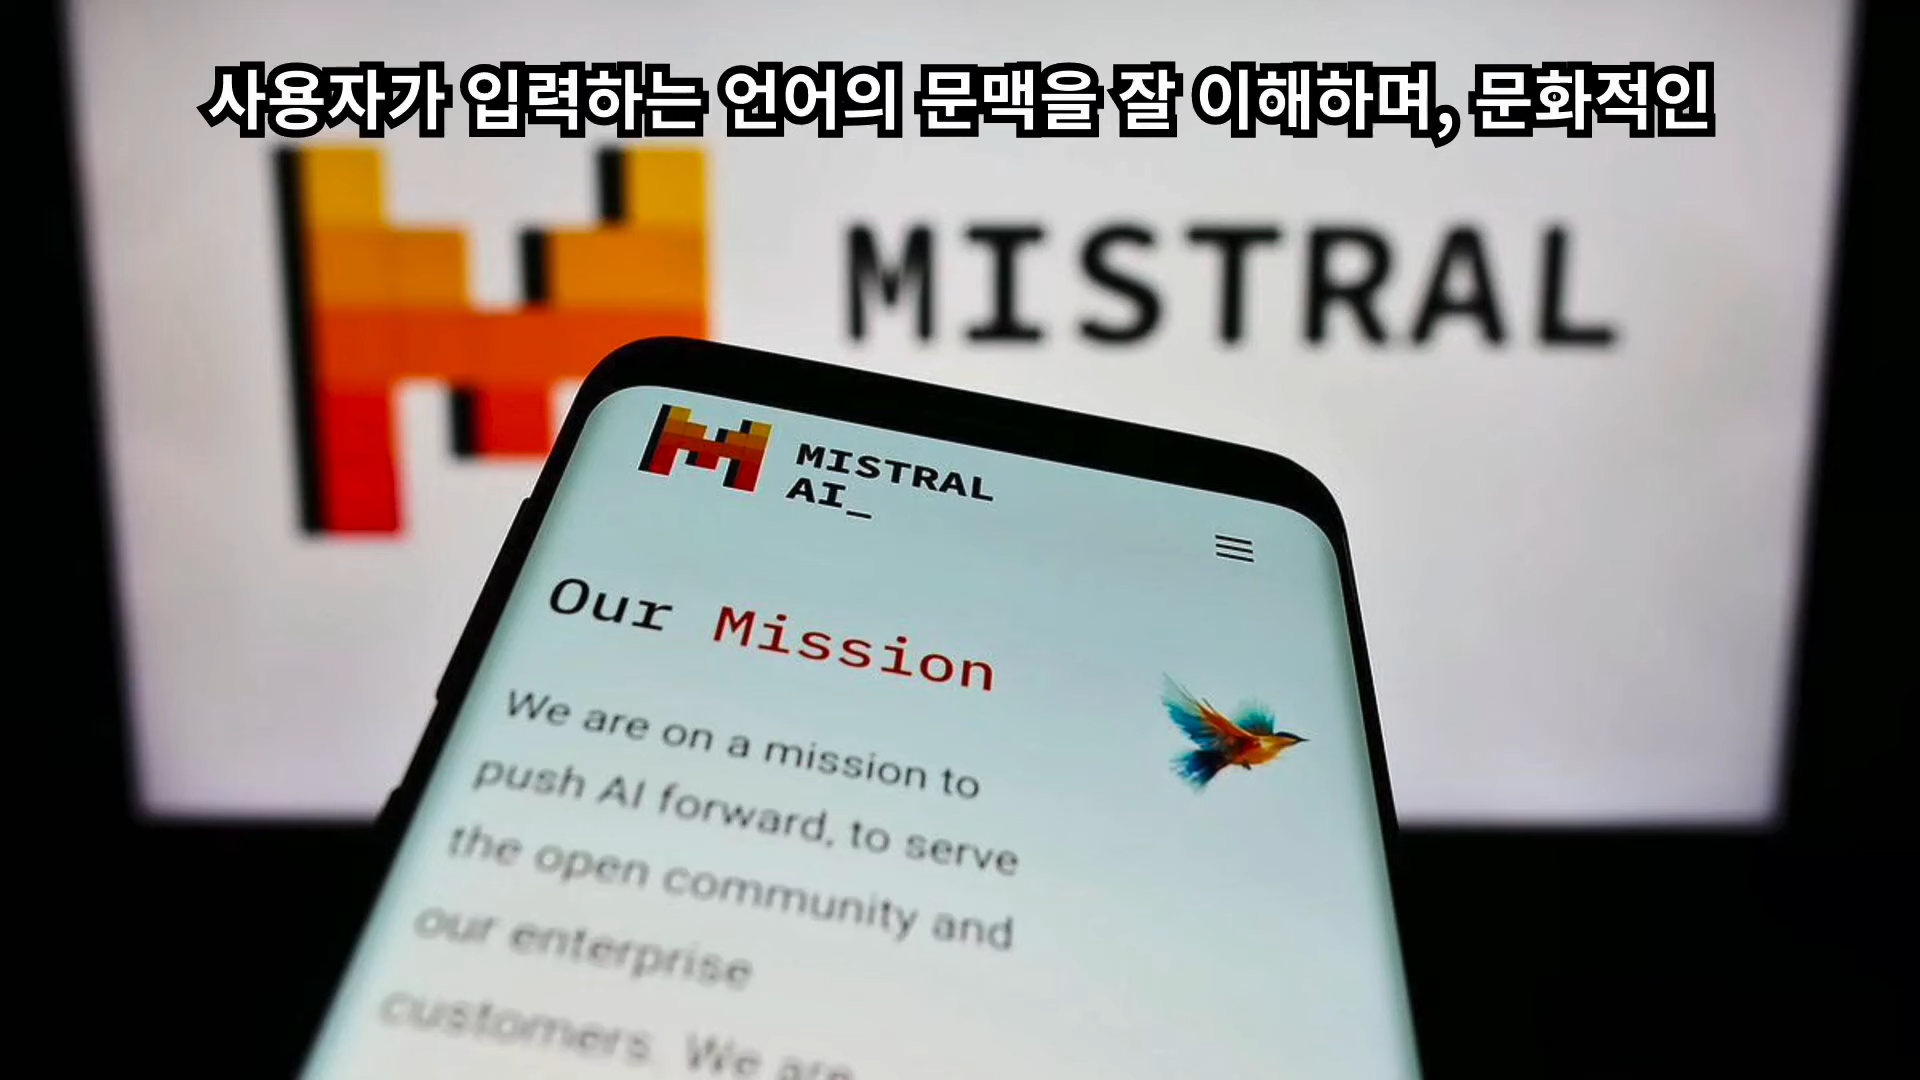 사용자가 입력하는 언어의 문맥을 잘 이해하며, 문화적인
MISTRAL
MISTRAL
AI_
Our Mission
We are on a mission to
push AI forward, to serve
the open community and
our enterprise
customers. We are